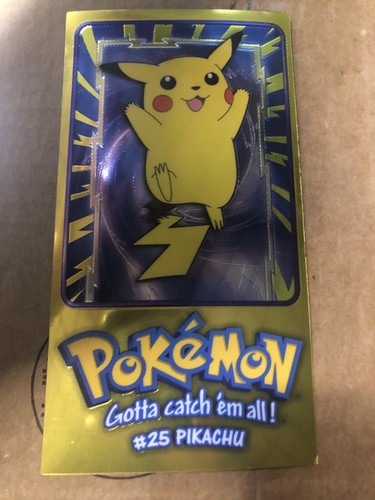 POKéMON
Gotta catch 'em all!
#25 PIKACHU